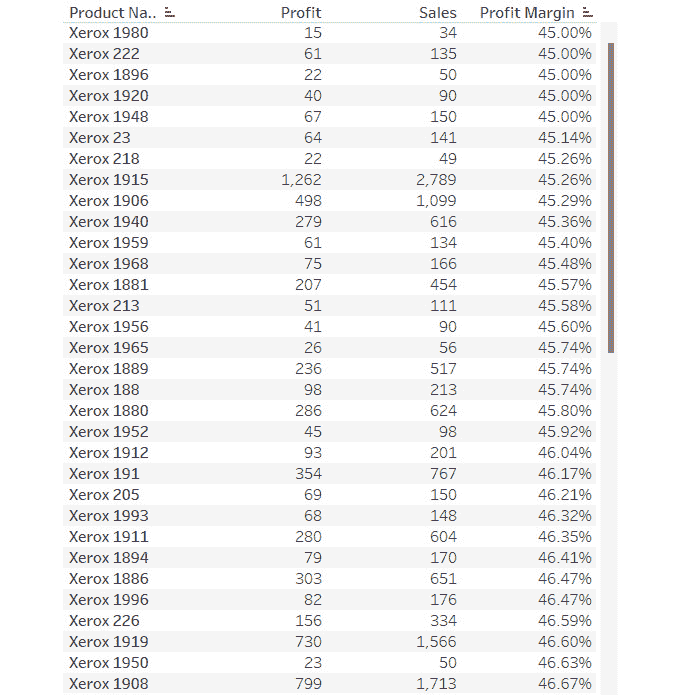 Product Na.. Profit Sales Profit Margin
Xerox 1980 15 34 45.00%
Xerox 222 61 135 45.00%
Xerox 1896 22 50 45.00%
Xerox 1920 40 90 45.00%
Xerox 1948 67 150 45.00%
Xerox 23 64 141 45.14%
Xerox 218 22 49 45.26%
Xerox 1915 1,262 2,789 45.26%
Xerox 1906 498 1,099 45.29%
Xerox 1940 279 616 45.36%
Xerox 1959 61 134 45.40%
Xerox 1968 75 166 45.48%
Xerox 1881 207 454 45.57%
Xerox 213 51 111 45.58%
Xerox 1956 41 90 45.60%
Xerox 1965 26 56 45.74%
Xerox 1889 236 517 45.74%
Xerox 188 98 213 45.74%
Xerox 1880 286 624 45.80%
Xerox 1952 45 98 45.92%
Xerox 1912 93 201 46.04%
Xerox 191 354 767 46.17%
Xerox 205 69 150 46.21%
Xerox 1993 68 148 46.32%
Xerox 1911 280 604 46.35%
Xerox 1894 79 170 46.41%
Xerox 1886 303 651 46.47%
Xerox 1996 82 176 46.47%
Xerox 226 156 334 46.59%
Xerox 1919 730 1,566 46.60%
Xerox 1950 23 50 46.63%
Xerox 1908 799 1,713 46.67%